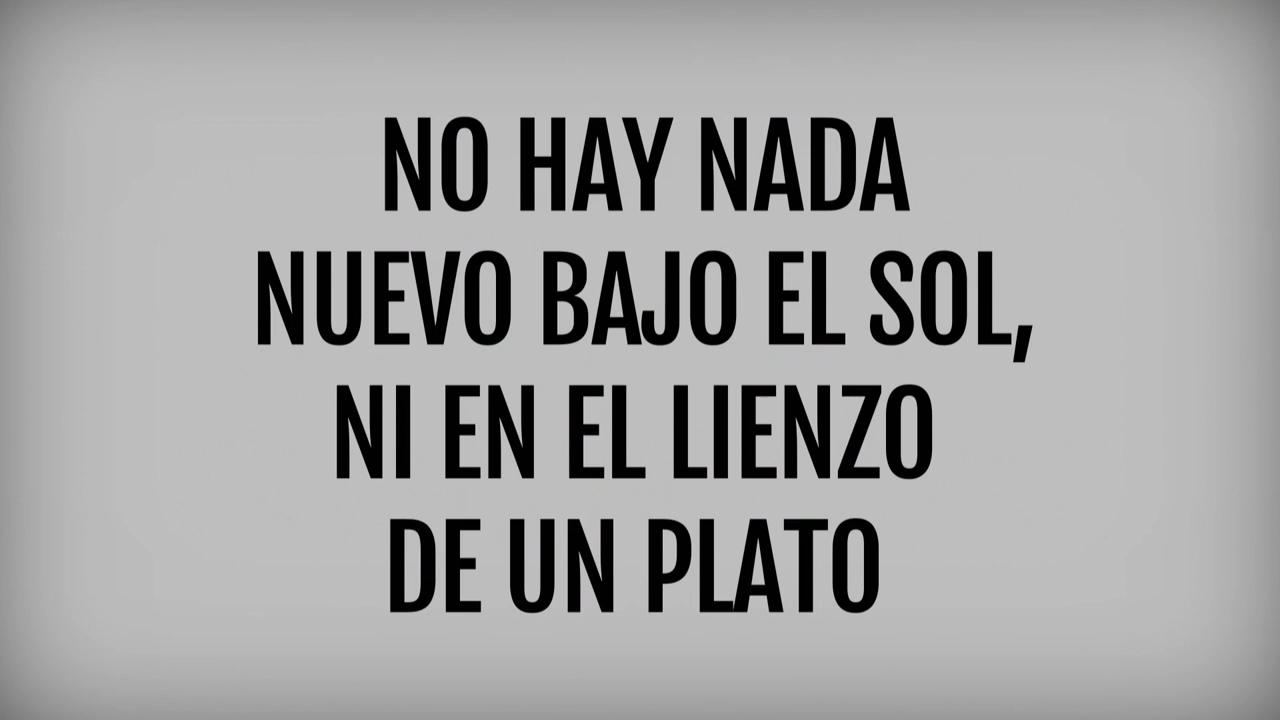 NO HAY NADA
NUEVO BAJO EL SOL,
NI EN EL LIENZO
DE UN PLATO